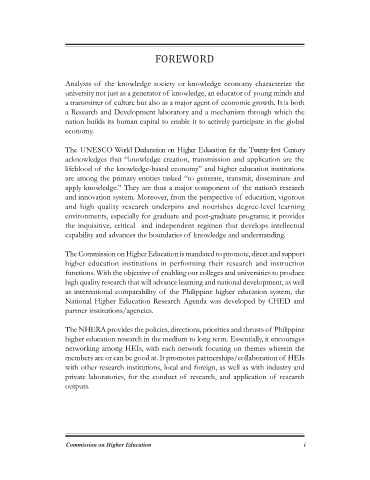 FOREWORD
Analysts of the knowledge society or knowledge economy characterize the
university not just as a generator of knowledge, an educator of young minds and
a transmitter of culture but also as a major agent of economic growth. It is both
a Research and Development laboratory and a mechanism through which the
nation builds its human capital to enable it to actively participate in the global
economy.
The UNESCO World Declaration on Higher Education for the Twenty-first Century
acknowledges that “knowledge creation, transmission and application are the
lifeblood of the knowledge-based economy” and higher education institutions
are among the primary entities tasked “to generate, transmit, disseminate and
apply knowledge.” They are thus a major component of the nation’s research
and innovation system. Moreover, from the perspective of education, vigorous
and high quality research underpins and nourishes degree-level learning
environments, especially for graduate and post-graduate programs; it provides
the inquisitive, critical and independent regimen that develops intellectual
capability and advances the boundaries of knowledge and understanding.
The Commission on Higher Education is mandated to promote, direct and support
higher education institutions in performing their research and instruction
functions. With the objective of enabling our colleges and universities to produce
high quality research that will advance learning and national development, as well
as international comparability of the Philippine higher education system, the
National Higher Education Research Agenda was developed by CHED and
partner institutions/agencies.
The NHERA provides the policies, directions, priorities and thrusts of Philippine
higher education research in the medium to long term. Essentially, it encourages
networking among HEIs, with each network focusing on themes wherein the
members are or can be good at. It promotes partnerships/collaboration of HEIs
with other research institutions, local and foreign, as well as with industry and
private laboratories, for the conduct of research, and application of research
outputs.
Commission on Higher Education i